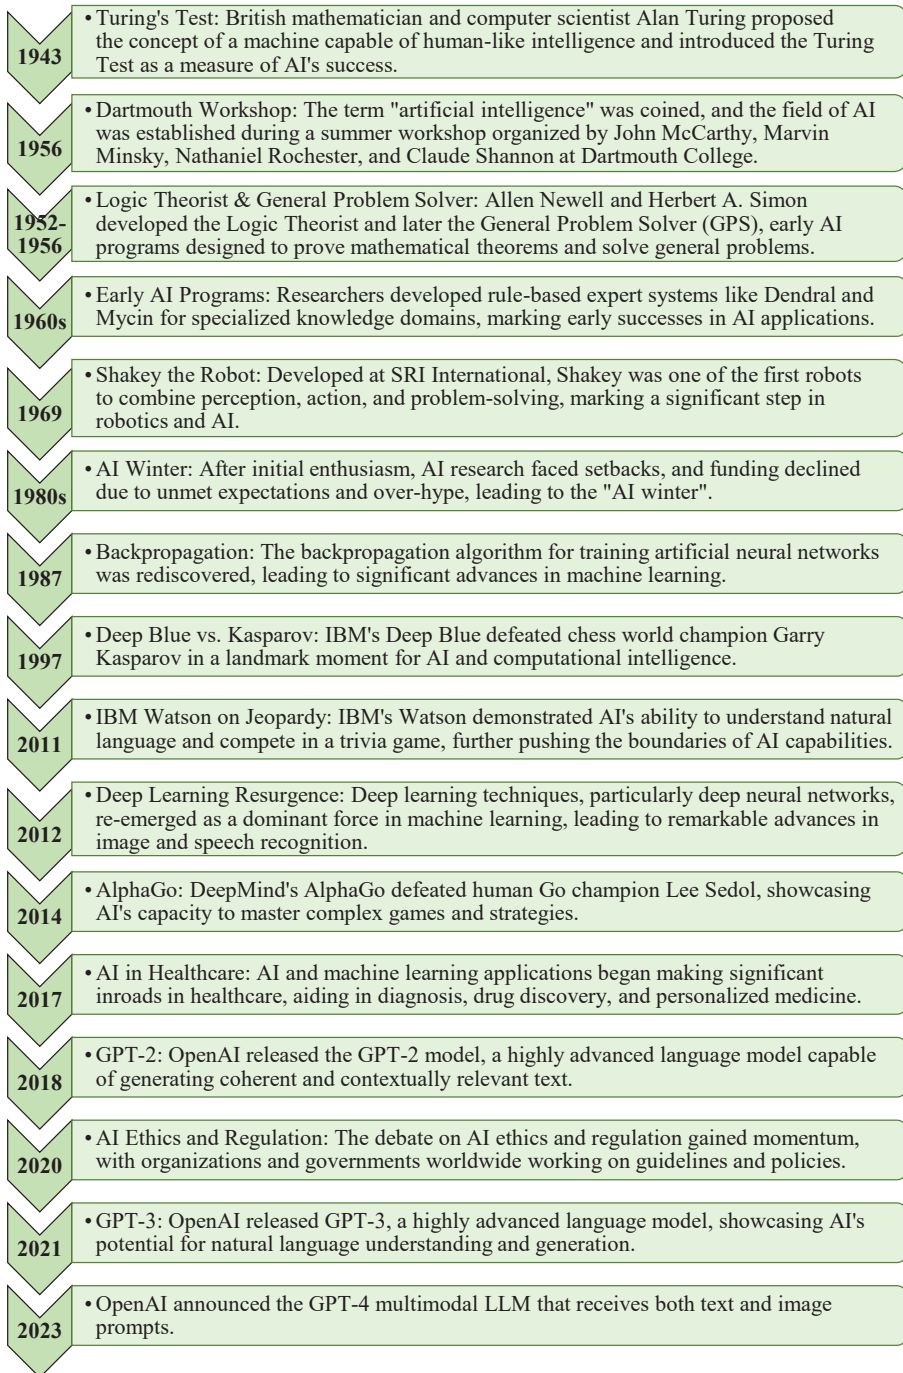 1943
• Turing's Test: British mathematician and computer scientist Alan Turing proposed
the concept of a machine capable of human-like intelligence and introduced the Turing
Test as a measure of AI's success.
1956
• Dartmouth Workshop: The term "artificial intelligence" was coined, and the field of AI
was established during a summer workshop organized by John McCarthy, Marvin
Minsky, Nathaniel Rochester, and Claude Shannon at Dartmouth College.
1952-
1956
• Logic Theorist & General Problem Solver: Allen Newell and Herbert A. Simon
developed the Logic Theorist and later the General Problem Solver (GPS), early AI
programs designed to prove mathematical theorems and solve general problems.
1960s
• Early AI Programs: Researchers developed rule-based expert systems like Dendral and
Mycin for specialized knowledge domains, marking early successes in AI applications.
1969
• Shakey the Robot: Developed at SRI International, Shakey was one of the first robots
to combine perception, action, and problem-solving, marking a significant step in
robotics and AI.
1980s
• AI Winter: After initial enthusiasm, AI research faced setbacks, and funding declined
due to unmet expectations and over-hype, leading to the "AI winter".
1987
• Backpropagation: The backpropagation algorithm for training artificial neural networks
was rediscovered, leading to significant advances in machine learning.
1997
• Deep Blue vs. Kasparov: IBM's Deep Blue defeated chess world champion Garry
Kasparov in a landmark moment for AI and computational intelligence.
2011
• IBM Watson on Jeopardy: IBM's Watson demonstrated AI's ability to understand natural
language and compete in a trivia game, further pushing the boundaries of AI capabilities.
2012
• Deep Learning Resurgence: Deep learning techniques, particularly deep neural networks,
re-emerged as a dominant force in machine learning, leading to remarkable advances in
image and speech recognition.
2014
• AlphaGo: DeepMind's AlphaGo defeated human Go champion Lee Sedol, showcasing
AI's capacity to master complex games and strategies.
2017
• AI in Healthcare: AI and machine learning applications began making significant
inroads in healthcare, aiding in diagnosis, drug discovery, and personalized medicine.
2018
• GPT-2: OpenAI released the GPT-2 model, a highly advanced language model capable
of generating coherent and contextually relevant text.
2020
• AI Ethics and Regulation: The debate on AI ethics and regulation gained momentum,
with organizations and governments worldwide working on guidelines and policies.
2021
• GPT-3: OpenAI released GPT-3, a highly advanced language model, showcasing AI's
potential for natural language understanding and generation.
2023
• OpenAI announced the GPT-4 multimodal LLM that receives both text and image
prompts.